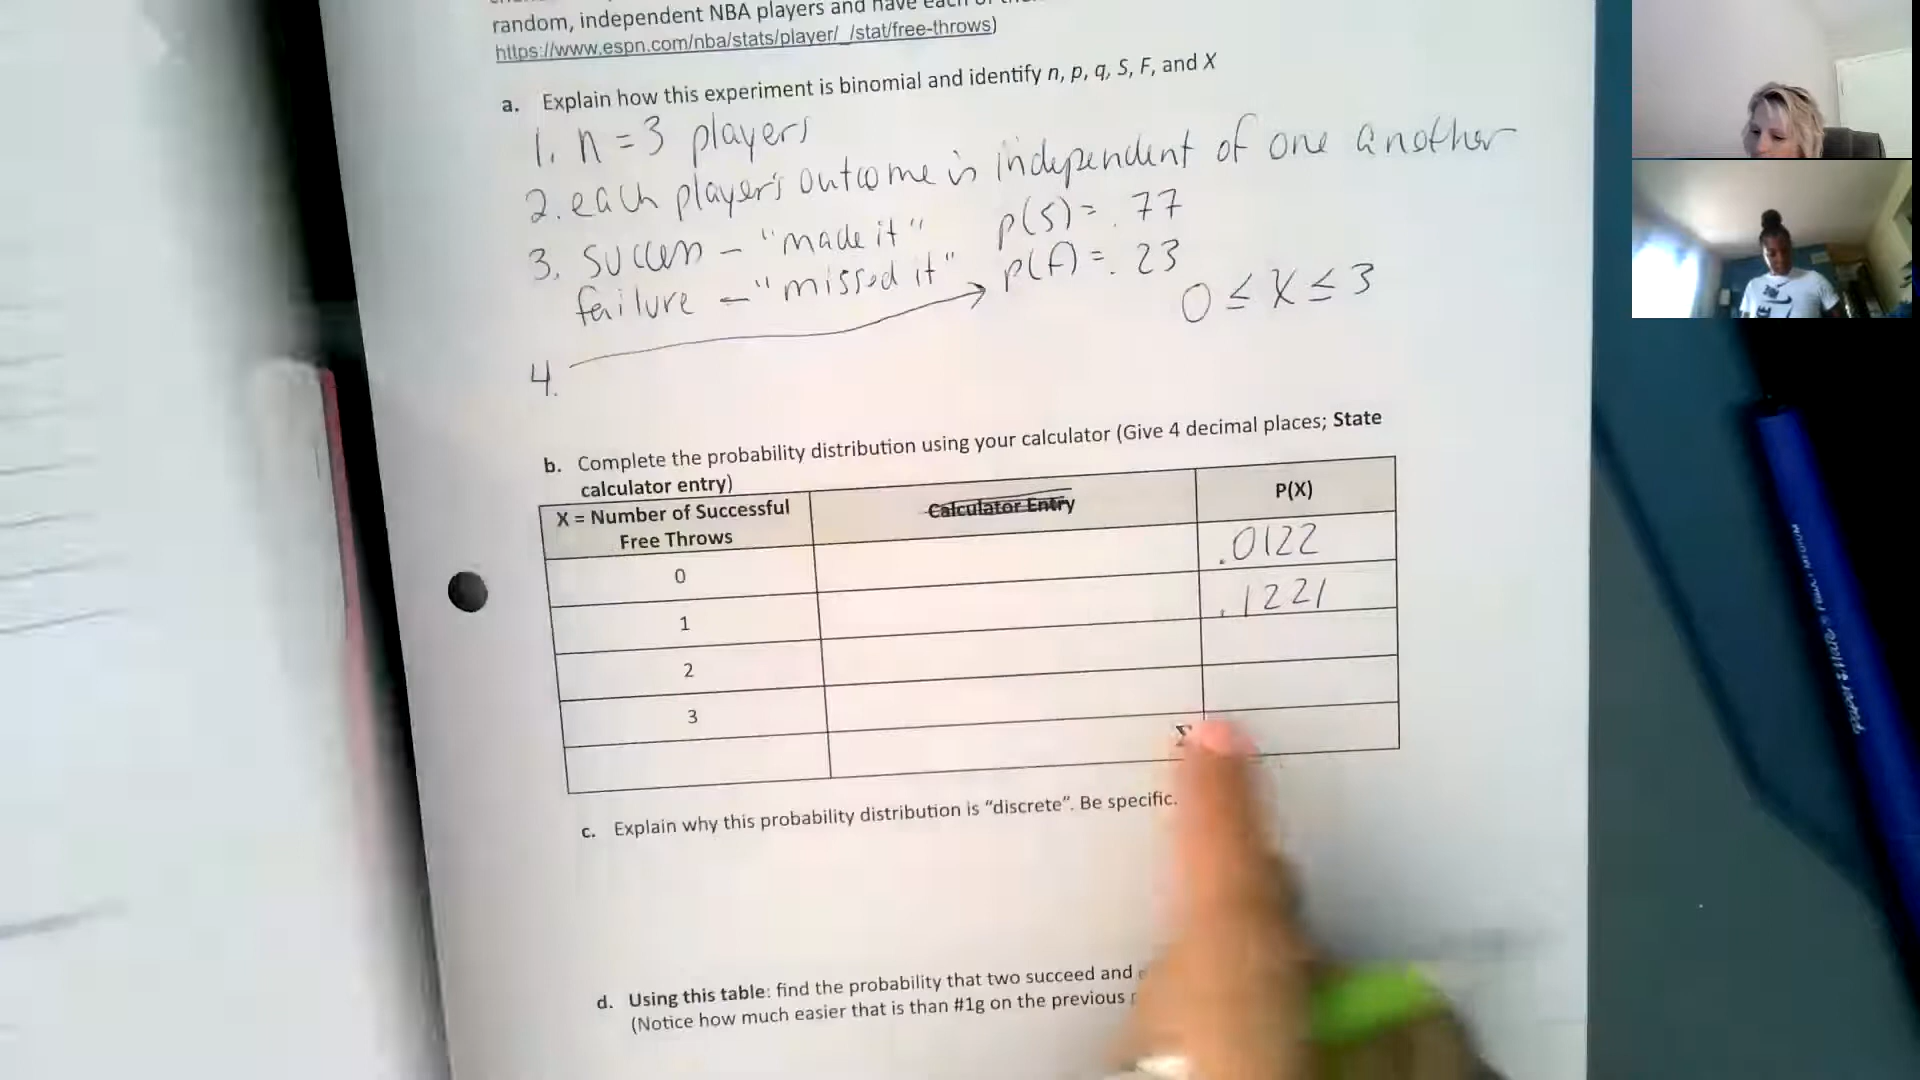 random, independent NBA players and have each of
https://www.espn.com/nba/stats/player/_/stat/free-throws)
a. Explain how this experiment is binomial and identify n, p, q, S, F, and X
1. n = 3 players
2. each player's outcome is independent of one another
3. success – "made it" p(S) = .77
failure – "missed it" p(F) = .23
0 ≤ X ≤ 3
4.
b. Complete the probability distribution using your calculator (Give 4 decimal places; State
calculator entry)
X = Number of Successful
Free Throws
Calculator Entry
P(X)
0 .0122
1 .1221
2
3
Σ
c. Explain why this probability distribution is "discrete". Be specific.
d. Using this table: find the probability that two succeed and
(Notice how much easier that is than #1g on the previous
Paper Mate